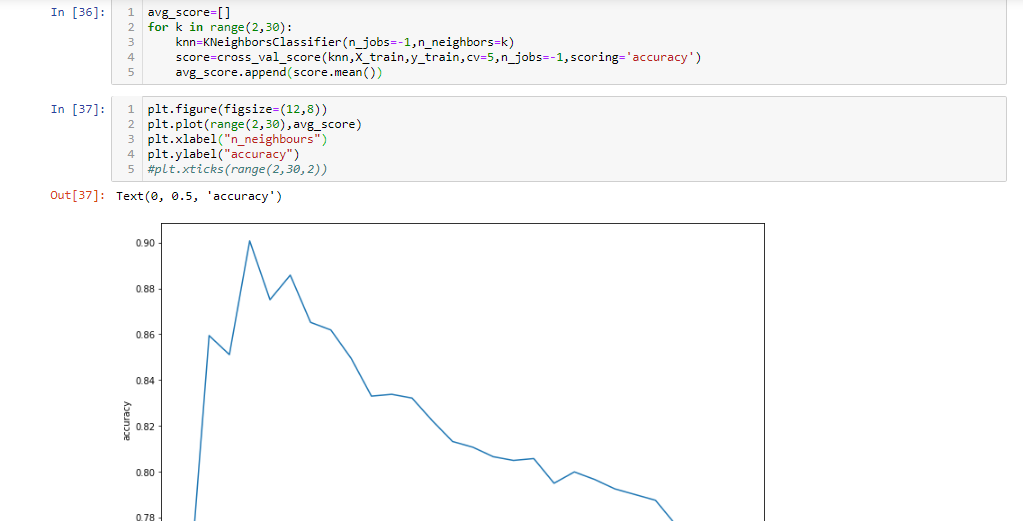 In [36]:
1 avg_score=[]
2 for k in range(2,30):
3     knn=KNeighborsClassifier(n_jobs=-1,n_neighbors=k)
4     score=cross_val_score(knn,X_train,y_train,cv=5,n_jobs=-1,scoring='accuracy')
5     avg_score.append(score.mean())
In [37]:
1 plt.figure(figsize=(12,8))
2 plt.plot(range(2,30),avg_score)
3 plt.xlabel("n_neighbours")
4 plt.ylabel("accuracy")
5 #plt.xticks(range(2,30,2))
Out[37]: Text(0, 0.5, 'accuracy')
0.90
0.88
0.86
0.84
0.82
0.80
0.78
accuracy